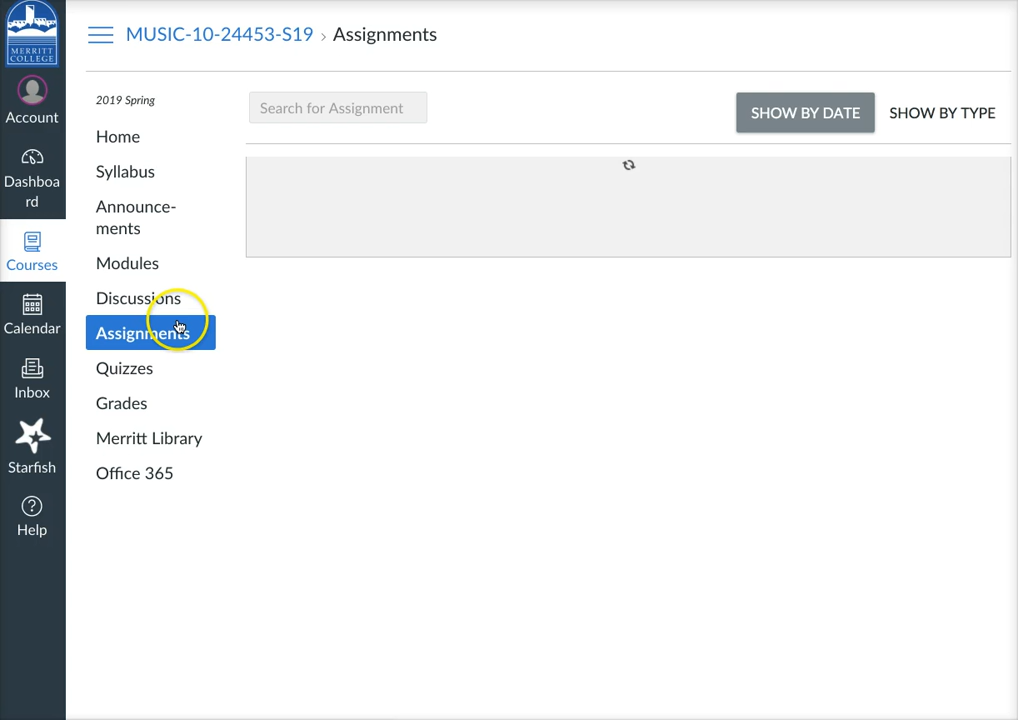 MERRITT
COLLEGE
Account
Dashboa
rd
Courses
Calendar
Inbox
Starfish
Help
MUSIC-10-24453-S19 › Assignments
2019 Spring
Home
Syllabus
Announce-
ments
Modules
Discussions
Assignments
Quizzes
Grades
Merritt Library
Office 365
Search for Assignment
SHOW BY DATE
SHOW BY TYPE